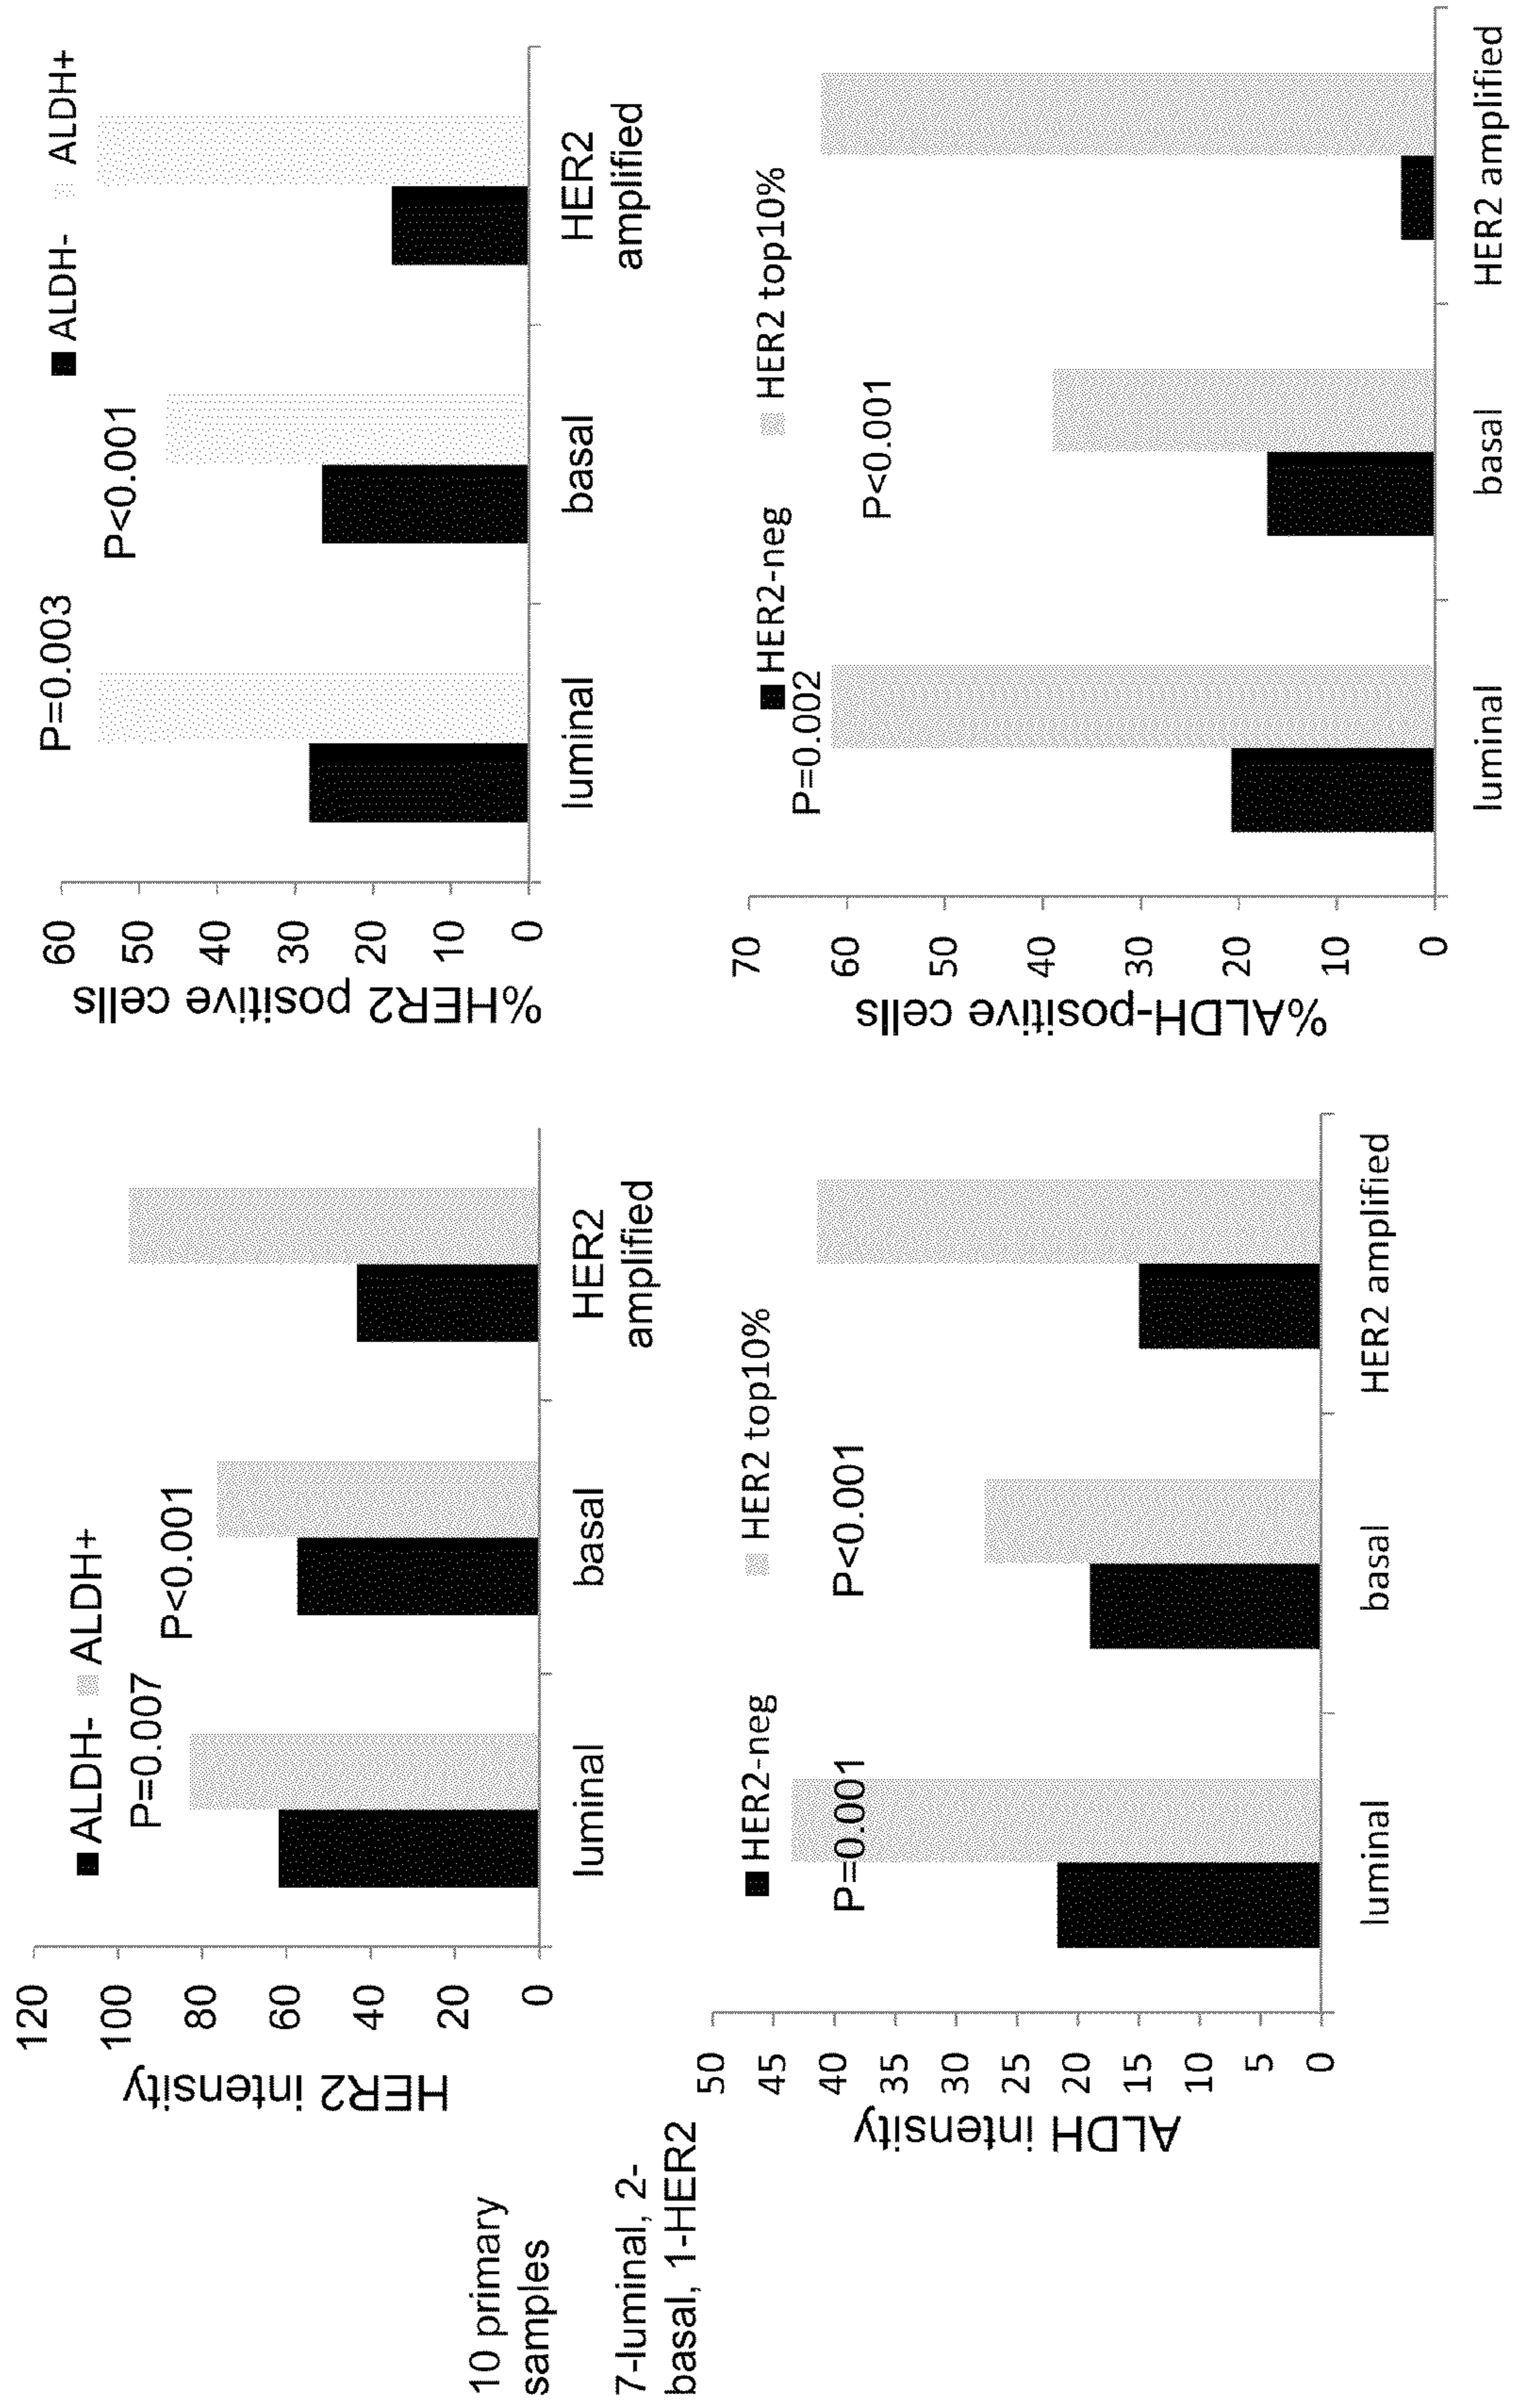 10 primary
samples
7-luminal, 2-
basal, 1-HER2
HER2 intensity
120
100
80
60
40
20
0
ALDH- ALDH+
P=0.007
P<0.001
luminal
basal
HER2
amplified
%HER2 positive cells
60
50
40
30
20
10
0
ALDH- ALDH+
P=0.003
P<0.001
luminal
basal
HER2
amplified
ALDH intensity
50
45
40
35
30
25
20
15
10
5
0
HER2-neg HER2 top10%
P=0.001
P<0.001
luminal
basal
HER2 amplified
%ALDH-positive cells
70
60
50
40
30
20
10
0
HER2-neg HER2 top10%
P=0.002
P<0.001
luminal
basal
HER2 amplified